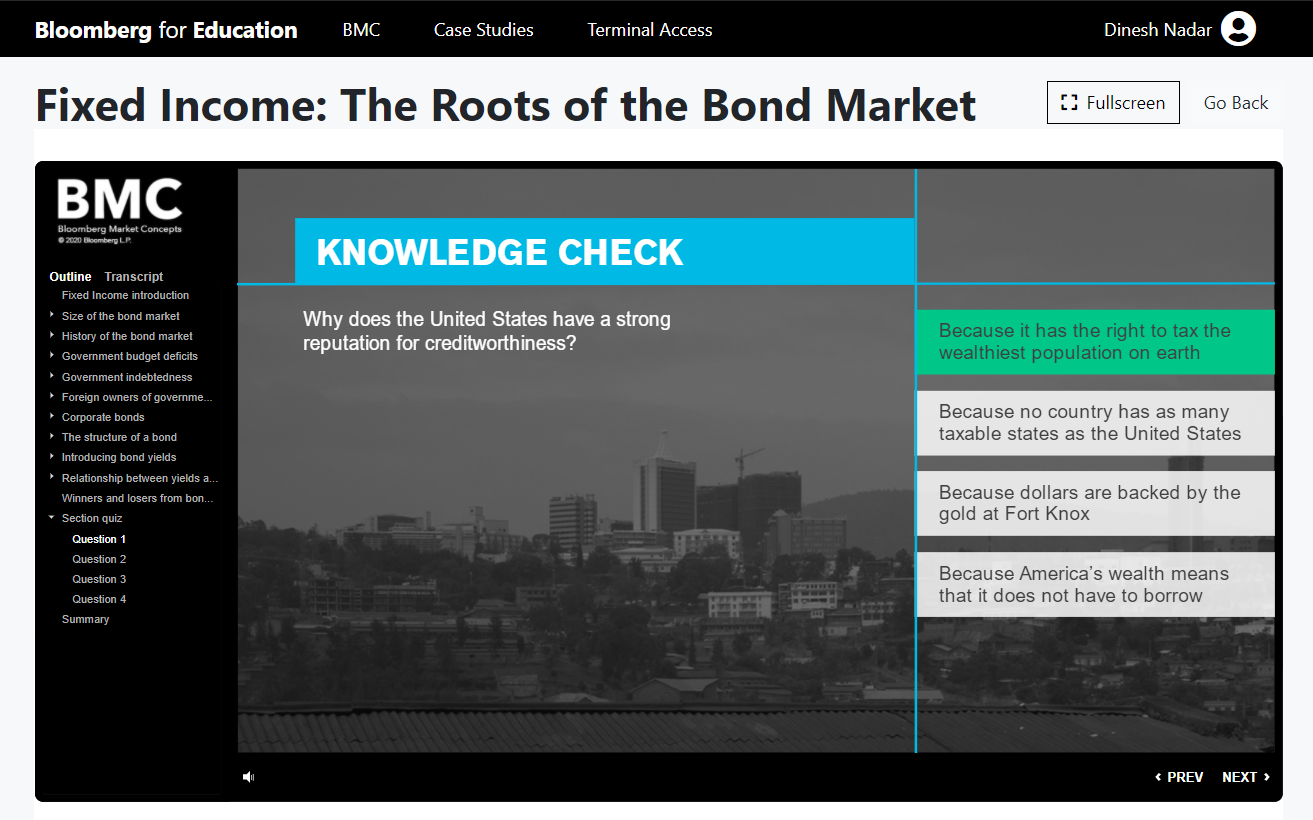 Bloomberg for Education
BMC
Case Studies
Terminal Access
Dinesh Nadar
Fixed Income: The Roots of the Bond Market
Fullscreen
Go Back
BMC
Bloomberg Market Concepts
© 2020 Bloomberg L.P.
Outline
Transcript
Fixed Income introduction
Size of the bond market
History of the bond market
Government budget deficits
Government indebtedness
Foreign owners of governme...
Corporate bonds
The structure of a bond
Introducing bond yields
Relationship between yields a...
Winners and losers from bon...
Section quiz
Question 1
Question 2
Question 3
Question 4
Summary
KNOWLEDGE CHECK
Why does the United States have a strong
reputation for creditworthiness?
Because it has the right to tax the
wealthiest population on earth
Because no country has as many
taxable states as the United States
Because dollars are backed by the
gold at Fort Knox
Because America’s wealth means
that it does not have to borrow
PREV
NEXT